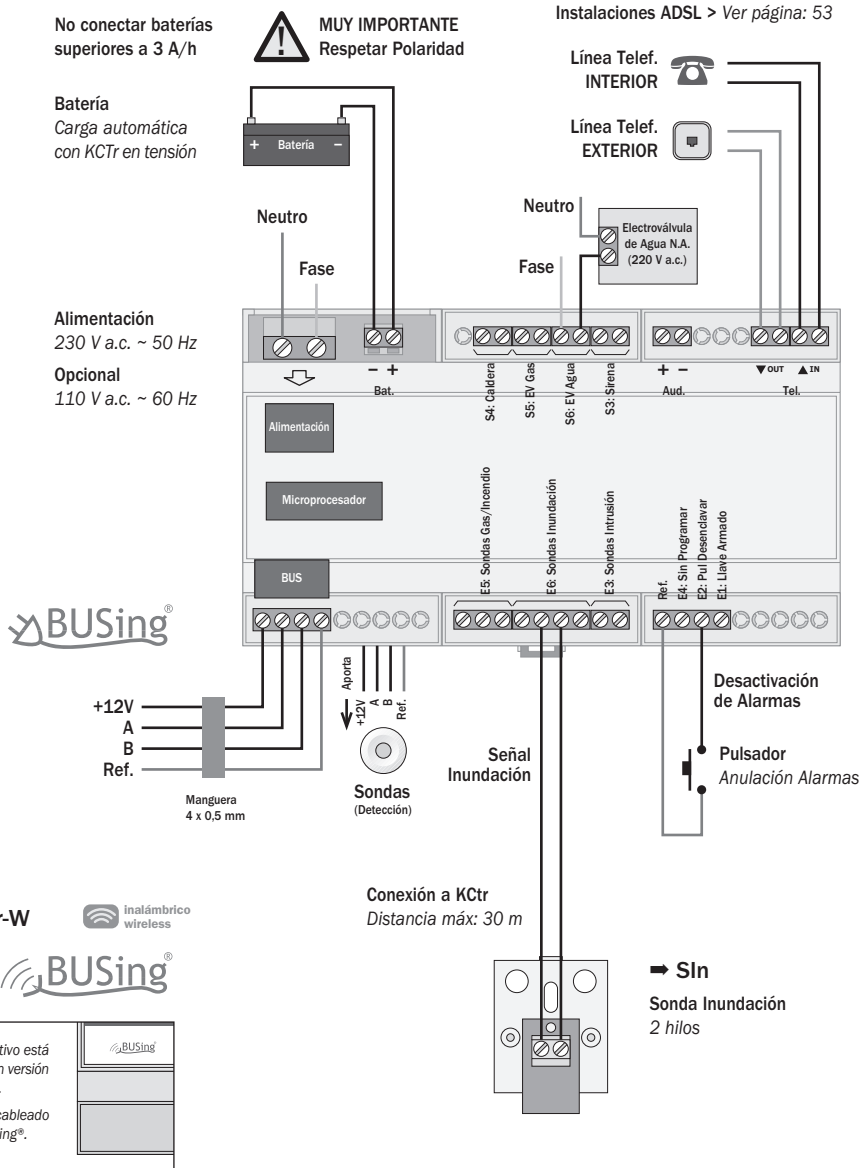 No conectar baterías
superiores a 3 A/h
MUY IMPORTANTE
Respetar Polaridad
Instalaciones ADSL > Ver página: 53
Línea Telef.
INTERIOR
Línea Telef.
EXTERIOR
Batería
Carga automática
con KCTr en tensión
+ Batería −
Neutro
Fase
Neutro
Fase
Electroválvula
de Agua N.A.
(220 V a.c.)
Alimentación
230 V a.c. ~ 50 Hz
Opcional
110 V a.c. ~ 60 Hz
− +
Bat.
S4: Caldera
S5: EV Gas
S6: EV Agua
S3: Sirena
+ −
Aud.
▼OUT ▲IN
Tel.
Alimentación
Microprocesador
BUS
E5: Sondas Gas/Incendio
E6: Sondas Inundación
E3: Sondas Intrusión
Ref.
E4: Sin Programar
E2: Pul Desenclavar
E1: Llave Armado
BUSing®
+12V
A
B
Ref.
Manguera
4 x 0,5 mm
Aporta
+12V
A
B
Ref.
Sondas
(Detección)
Señal
Inundación
Desactivación
de Alarmas
Pulsador
Anulación Alarmas
Conexión a KCtr
Distancia máx: 30 m
➡ SIn
Sonda Inundación
2 hilos
r-W
inalámbrico
wireless
BUSing®
tivo está
n versión
cableado
ing®.
BUSing®